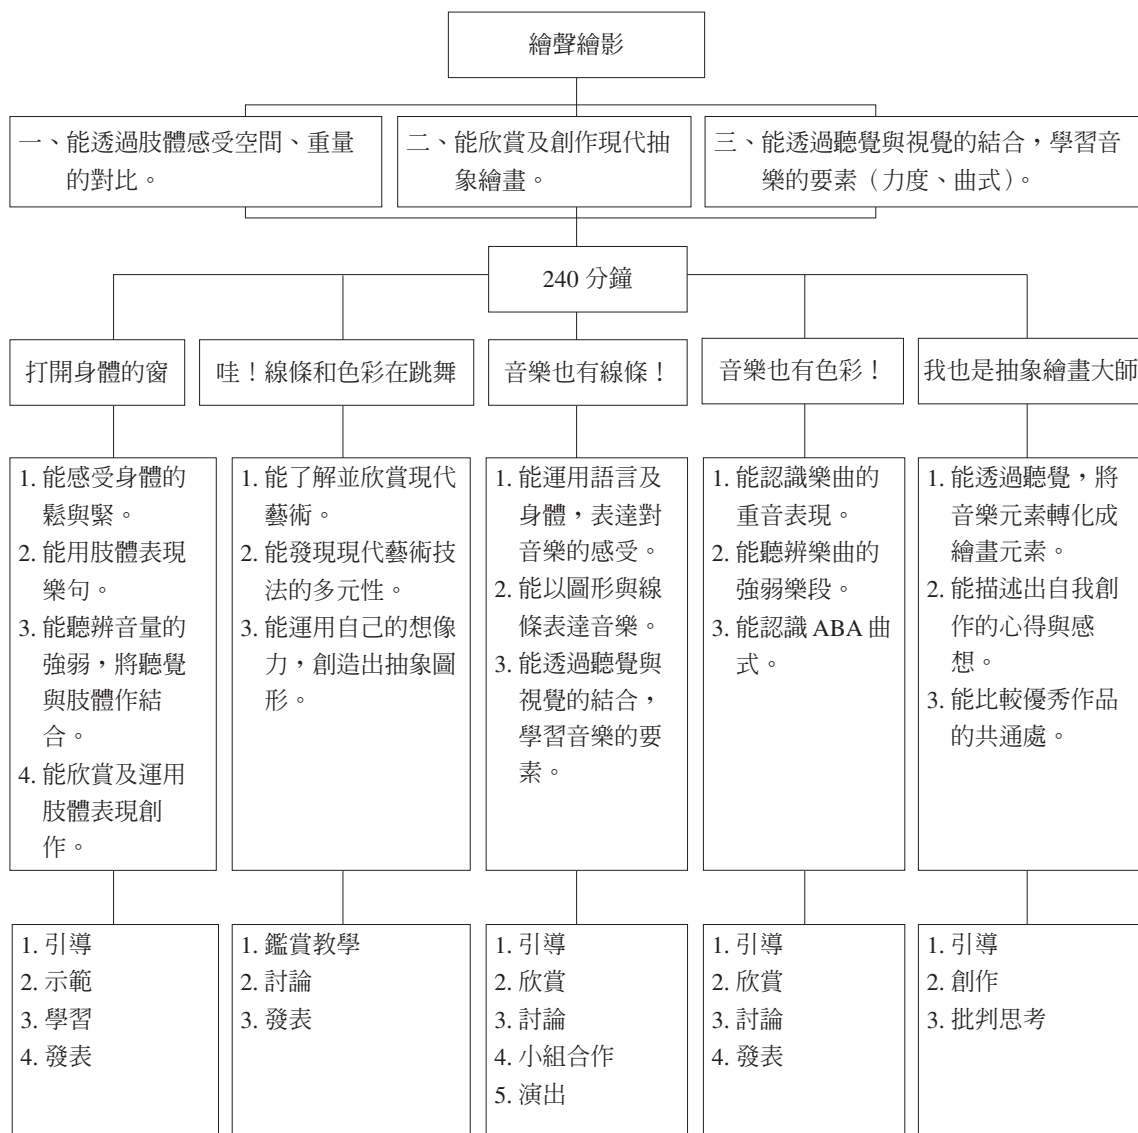 繪聲繪影
一、能透過肢體感受空間、重量
的對比。
二、能欣賞及創作現代抽
象繪畫。
三、能透過聽覺與視覺的結合，學習音
樂的要素（力度、曲式）。
240 分鐘
打開身體的窗
哇！線條和色彩在跳舞
音樂也有線條！
音樂也有色彩！
我也是抽象繪畫大師
1. 能感受身體的
鬆與緊。
2. 能用肢體表現
樂句。
3. 能聽辨音量的
強弱，將聽覺
與肢體作結
合。
4. 能欣賞及運用
肢體表現創
作。
1. 能了解並欣賞現代
藝術。
2. 能發現現代藝術技
法的多元性。
3. 能運用自己的想像
力，創造出抽象圖
形。
1. 能運用語言及
身體，表達對
音樂的感受。
2. 能以圖形與線
條表達音樂。
3. 能透過聽覺與
視覺的結合，
學習音樂的要
素。
1. 能認識樂曲的
重音表現。
2. 能聽辨樂曲的
強弱樂段。
3. 能認識 ABA 曲
式。
1. 能透過聽覺，將
音樂元素轉化成
繪畫元素。
2. 能描述出自我創
作的心得與感
想。
3. 能比較優秀作品
的共通處。
1. 引導
2. 示範
3. 學習
4. 發表
1. 鑑賞教學
2. 討論
3. 發表
1. 引導
2. 欣賞
3. 討論
4. 小組合作
5. 演出
1. 引導
2. 欣賞
3. 討論
4. 發表
1. 引導
2. 創作
3. 批判思考